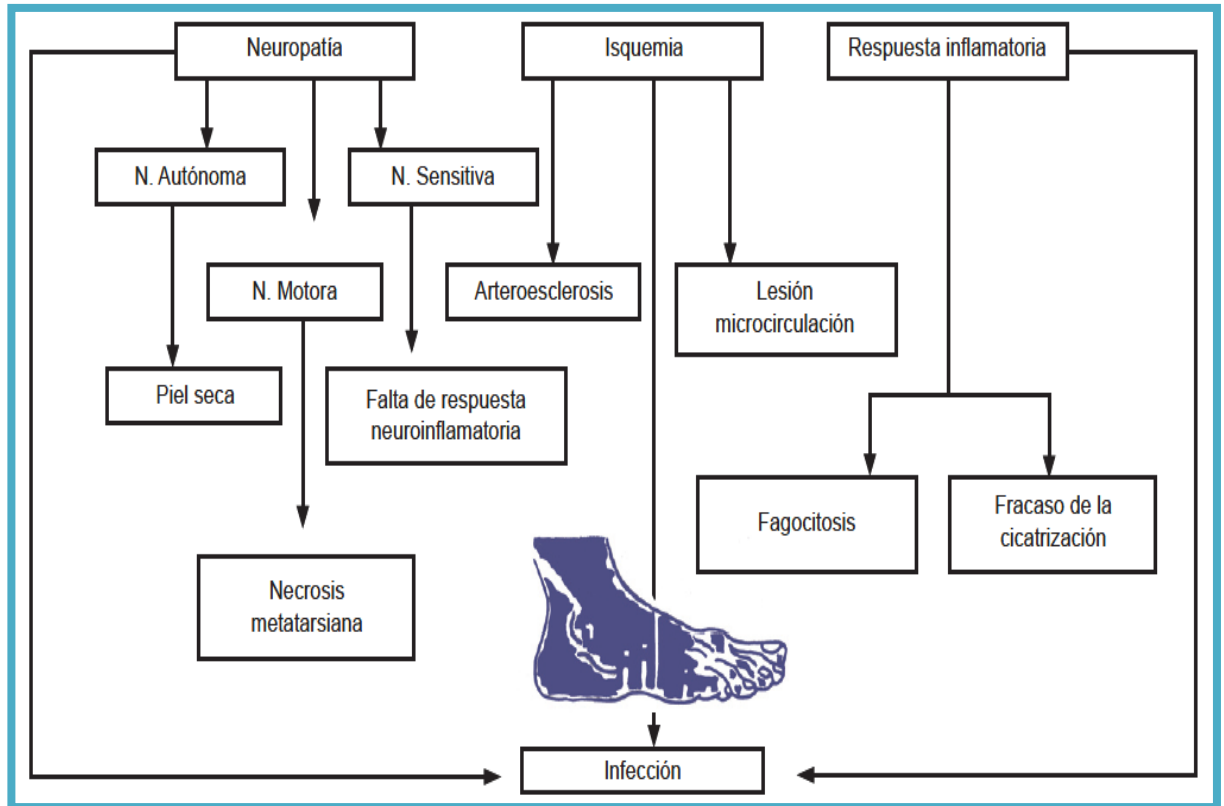 Neuropatía
Isquemia
Respuesta inflamatoria
N. Autónoma
N. Sensitiva
N. Motora
Arteroesclerosis
Lesión
microcirculación
Piel seca
Falta de respuesta
neuroinflamatoria
Fagocitosis
Fracaso de la
cicatrización
Necrosis
metatarsiana
Infección